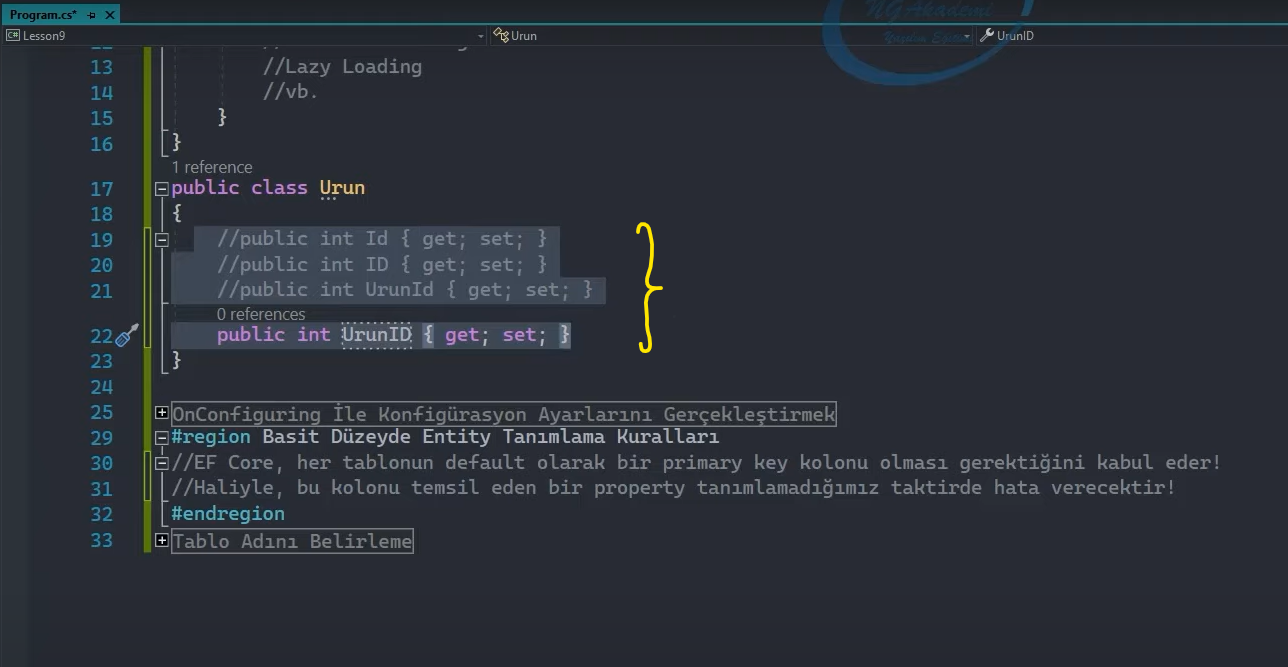 Program.cs*
NGAkademi
Yazılım Eğitim
C# Lesson9
Urun
UrunID
13 //Lazy Loading
14 //vb.
15 }
16 }
1 reference
17 public class Urun
18 {
19 //public int Id { get; set; }
20 //public int ID { get; set; }
21 //public int UrunId { get; set; }
0 references
22 public int UrunID { get; set; }
23 }
24
25 OnConfiguring İle Konfigürasyon Ayarlarını Gerçekleştirmek
29 #region Basit Düzeyde Entity Tanımlama Kuralları
30 //EF Core, her tablonun default olarak bir primary key kolonu olması gerektiğini kabul eder!
31 //Haliyle, bu kolonu temsil eden bir property tanımlamadığımız taktirde hata verecektir!
32 #endregion
33 Tablo Adını Belirleme